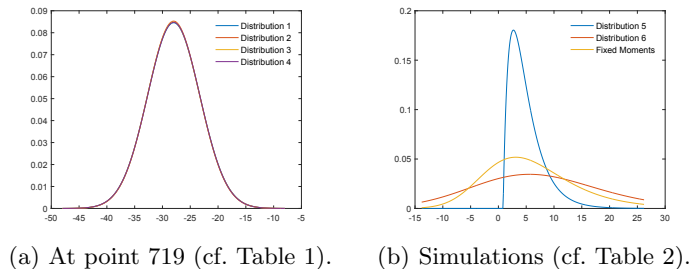 0.09
0.08
0.07
0.06
0.05
0.04
0.03
0.02
0.01
0
-50 -45 -40 -35 -30 -25 -20 -15 -10 -5
Distribution 1
Distribution 2
Distribution 3
Distribution 4
(a) At point 719 (cf. Table 1).
0.2
0.15
0.1
0.05
0
-15 -10 -5 0 5 10 15 20 25 30
Distribution 5
Distribution 6
Fixed Moments
(b) Simulations (cf. Table 2).